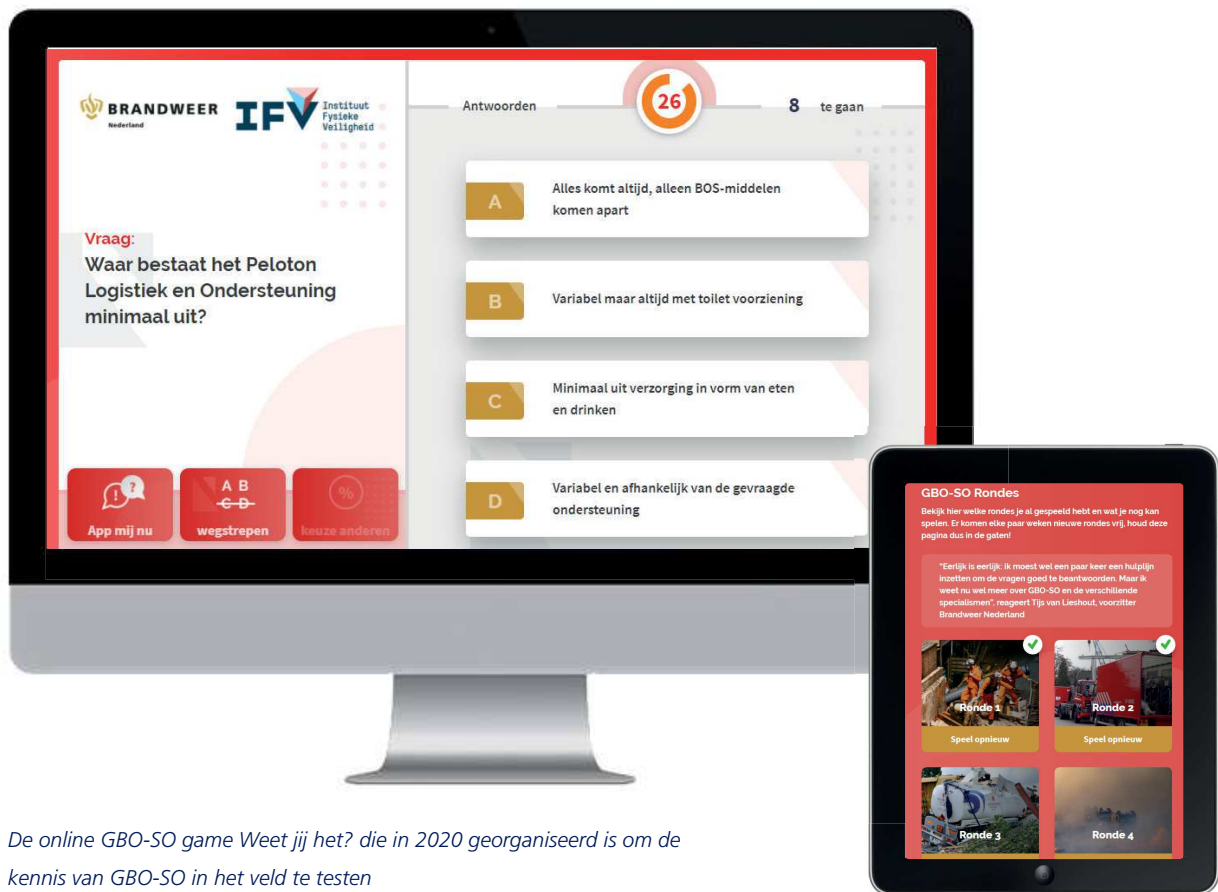 BRANDWEER
Nederland
IFV
Instituut
Fysieke
Veiligheid
Vraag:
Waar bestaat het Peloton
Logistiek en Ondersteuning
minimaal uit?
App mij nu
A B
C D
wegstrepen
%
keuze anderen
Antwoorden
26
8 te gaan
A
Alles komt altijd, alleen BOS-middelen
komen apart
B
Variabel maar altijd met toilet voorziening
C
Minimaal uit verzorging in vorm van eten
en drinken
D
Variabel en afhankelijk van de gevraagde
ondersteuning
GBO-SO Rondes
Bekijk hier welke rondes je al gespeeld hebt en wat je nog kan
spelen. Er komen elke paar weken nieuwe rondes vrij, houd deze
pagina dus in de gaten!
"Eerlijk is eerlijk: ik moest wel een paar keer een hulplijn
inzetten om de vragen goed te beantwoorden. Maar ik
weet nu wel meer over GBO-SO en de verschillende
specialismen", reageert Tijs van Lieshout, voorzitter
Brandweer Nederland
Ronde 1
Speel opnieuw
Ronde 2
Speel opnieuw
Ronde 3
Ronde 4
De online GBO-SO game Weet jij het? die in 2020 georganiseerd is om de
kennis van GBO-SO in het veld te testen